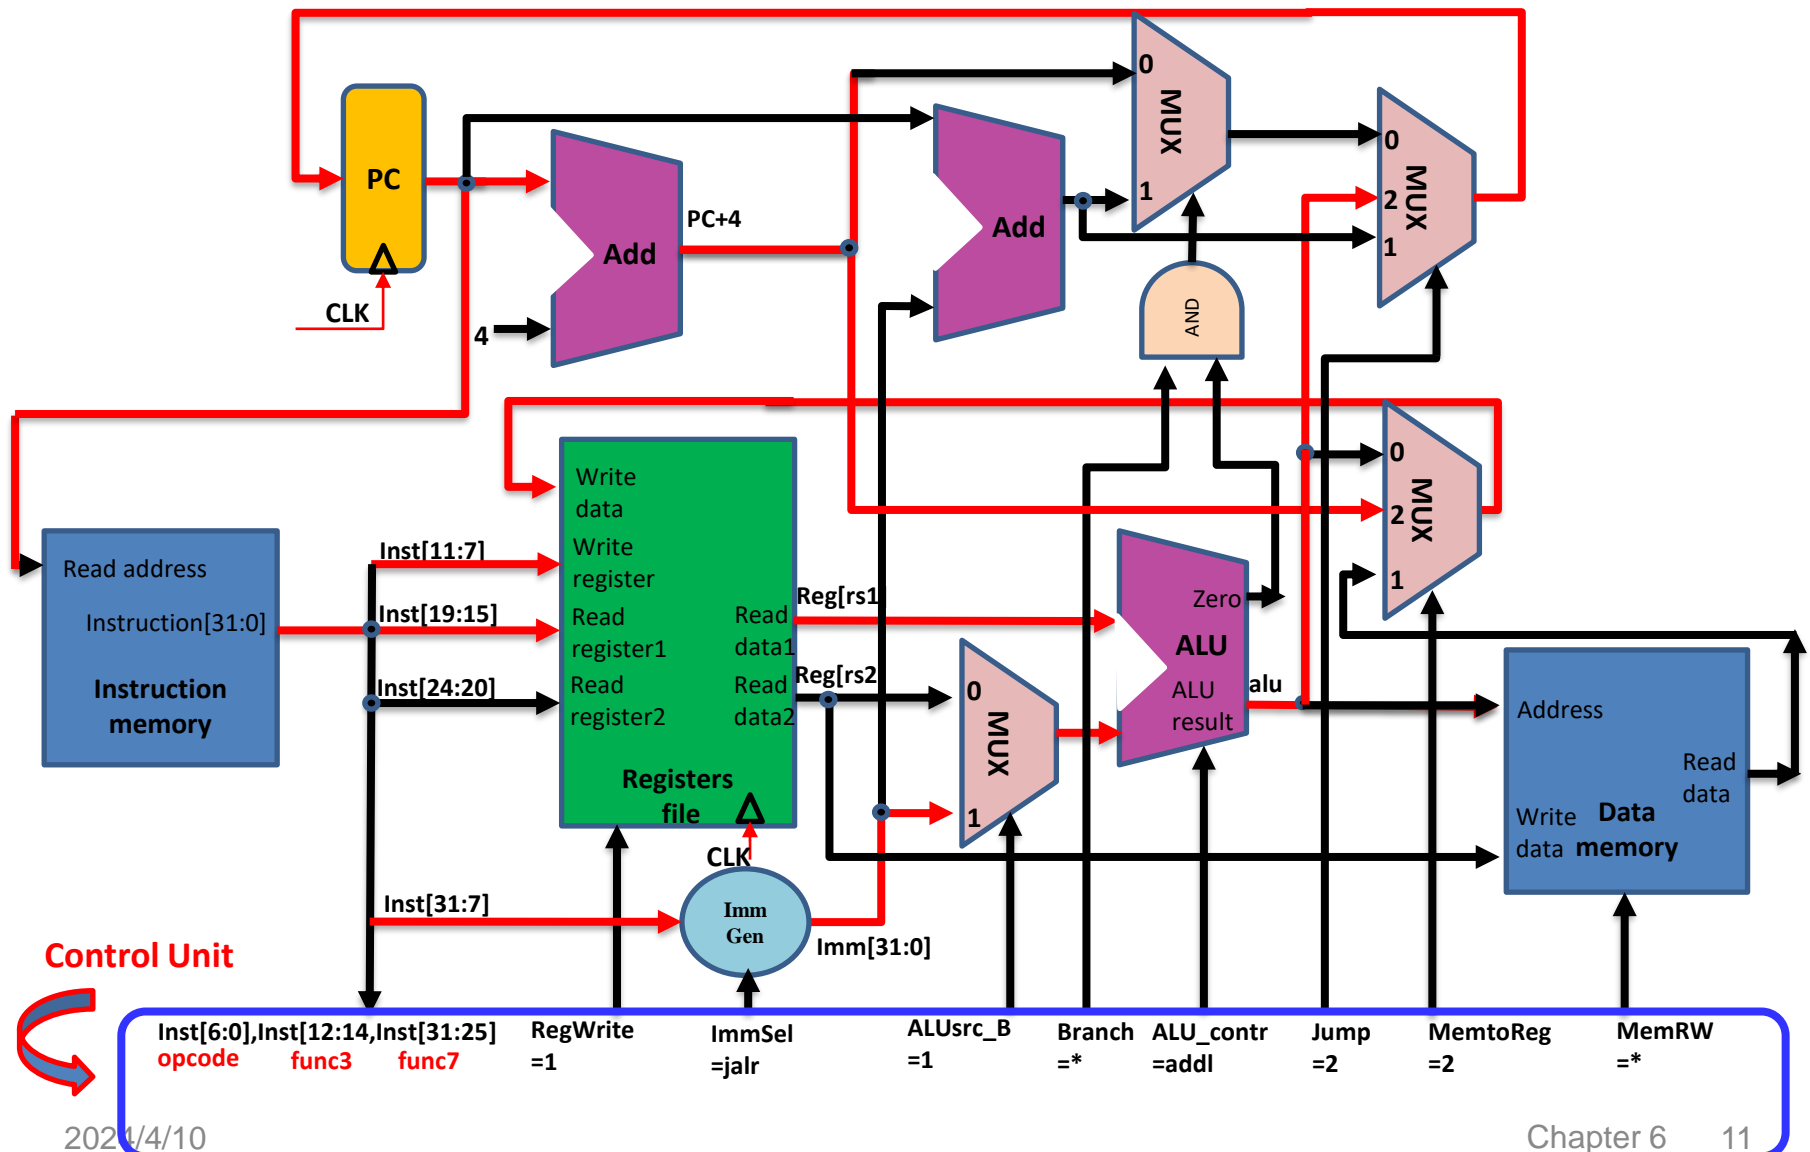 0
MUX
1
PC
CLK
Add
4
PC+4
Add
0
2
1
MUX
AND
Write
data
Write
register
Read
register1
Read
register2
Read
data1
Read
data2
Registers
file
CLK
Read address
Instruction[31:0]
Instruction
memory
Inst[11:7]
Inst[19:15]
Inst[24:20]
Inst[31:7]
Reg[rs1
Reg[rs2
0
MUX
1
Zero
ALU
ALU
result
alu
0
MUX
2
1
Address
Read
data
Write
data
Data
memory
Imm
Gen
Imm[31:0]
Control Unit
Inst[6:0],Inst[12:14,Inst[31:25]
opcode func3 func7
RegWrite
=1
ImmSel
=jalr
ALUsrc_B
=1
Branch
=*
ALU_contr
=addl
Jump
=2
MemtoReg
=2
MemRW
=*
2024/4/10
Chapter 6 11